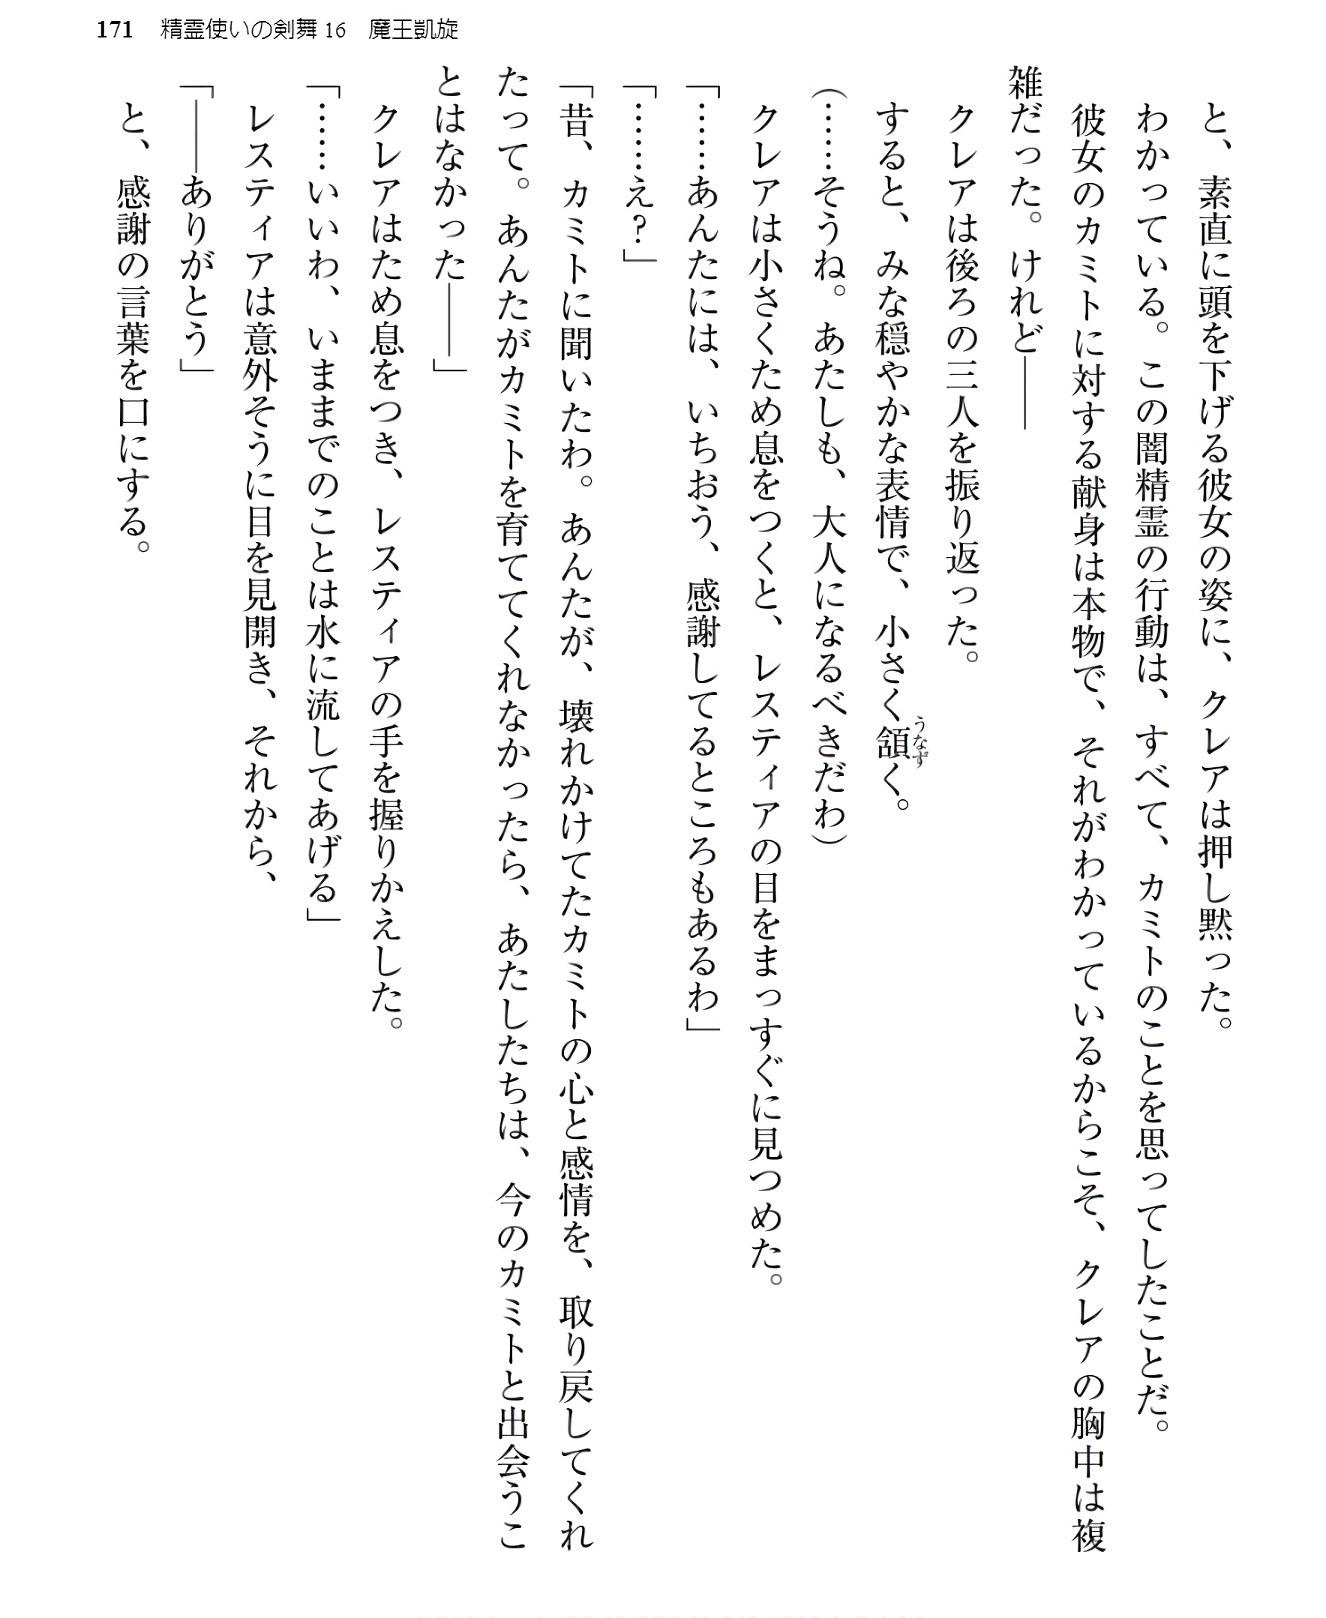 171 精霊使いの剣舞16 魔王凱旋
と、素直に頭を下げる彼女の姿に、クレアは押し黙った。
わかっている。この闇精霊の行動は、すべて、カミトのことを思ってしたことだ。
彼女のカミトに対する献身は本物で、それがわかっているからこそ、クレアの胸中は複
雑だった。けれど――
クレアは後ろの三人を振り返った。
すると、みな穏やかな表情で、小さく頷く。
うなず
(……そうね。あたしも、大人になるべきだわ)
クレアは小さくため息をつくと、レスティアの目をまっすぐに見つめた。
「……あんたには、いちおう、感謝してるところもあるわ」
「……え?」
「昔、カミトに聞いたわ。あんたが、壊れかけてたカミトの心と感情を、取り戻してくれ
たって。あんたがカミトを育ててくれなかったら、あたしたちは、今のカミトと出会うこ
とはなかった――」
クレアはため息をつき、レスティアの手を握りかえした。
「……いいわ、いままでのことは水に流してあげる」
レスティアは意外そうに目を見開き、それから、
「――ありがとう」
と、感謝の言葉を口にする。